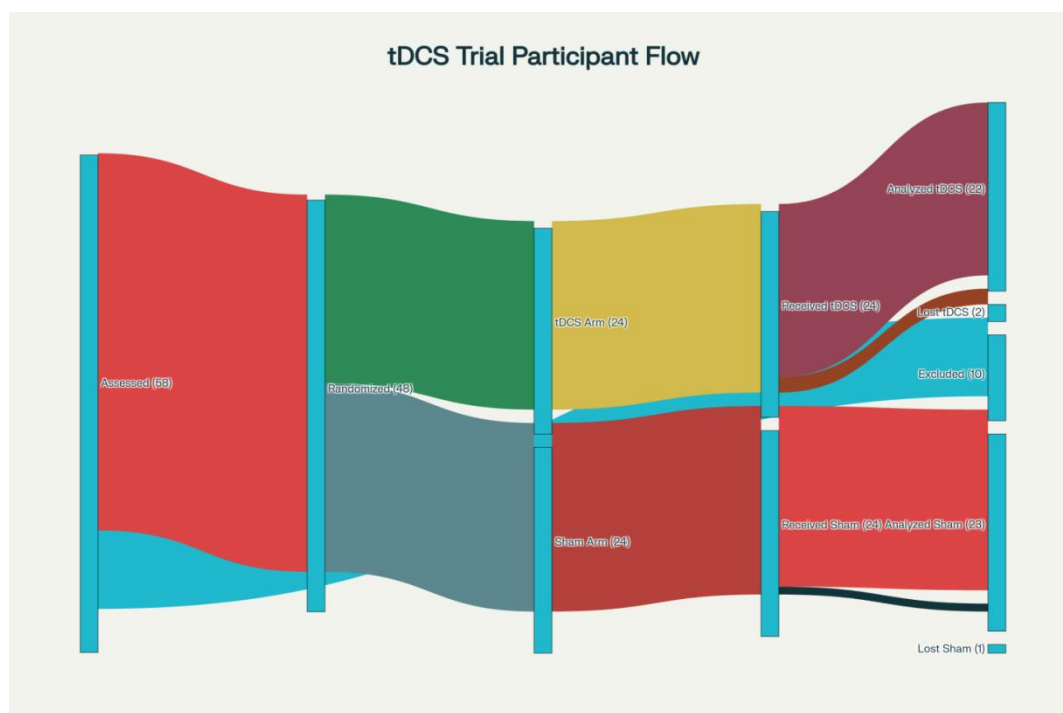 tDCS Trial Participant Flow
Assessed (58)
Randomized (48)
tDCS Arm (24)
Sham Arm (24)
Received tDCS (24)
Received Sham (24)
Analyzed tDCS (22)
Lost tDCS (2)
Excluded (10)
Analyzed Sham (23)
Lost Sham (1)